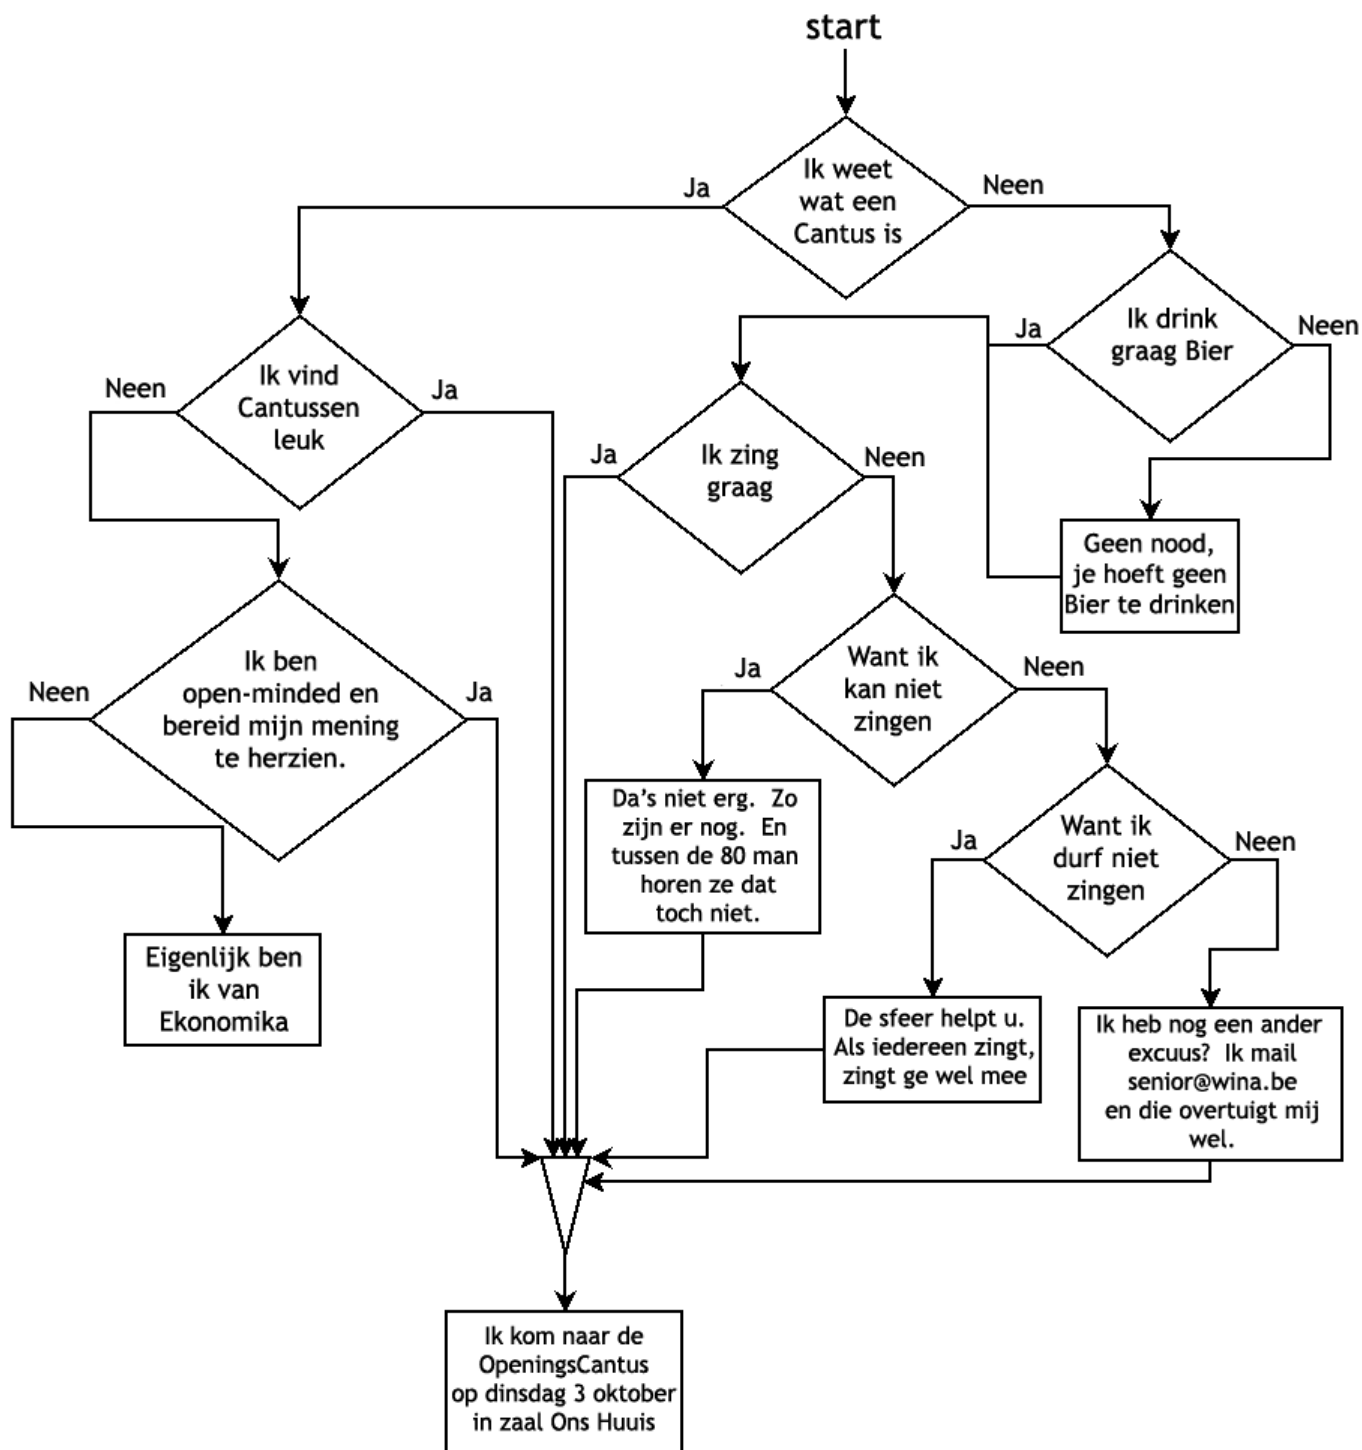 start
Ik weet
wat een
Cantus is
Ja
Neen
Ik drink
graag Bier
Ja
Neen
Ik vind
Cantussen
leuk
Neen
Ja
Ik zing
graag
Ja
Neen
Geen nood,
je hoeft geen
Bier te drinken
Ik ben
open-minded en
bereid mijn mening
te herzien.
Neen
Ja
Want ik
kan niet
zingen
Ja
Neen
Da's niet erg. Zo
zijn er nog. En
tussen de 80 man
horen ze dat
toch niet.
Want ik
durf niet
zingen
Ja
Neen
Eigenlijk ben
ik van
Ekonomika
De sfeer helpt u.
Als iedereen zingt,
zingt ge wel mee
Ik heb nog een ander
excuus? Ik mail
senior@wina.be
en die overtuigt mij
wel.
Ik kom naar de
OpeningsCantus
op dinsdag 3 oktober
in zaal Ons Huuis